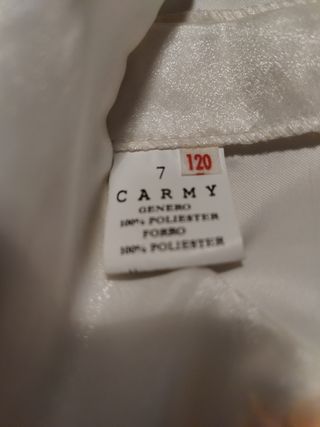 7 120
CARMY
GENERO
100% POLIESTER
FORRO
100% POLIESTER